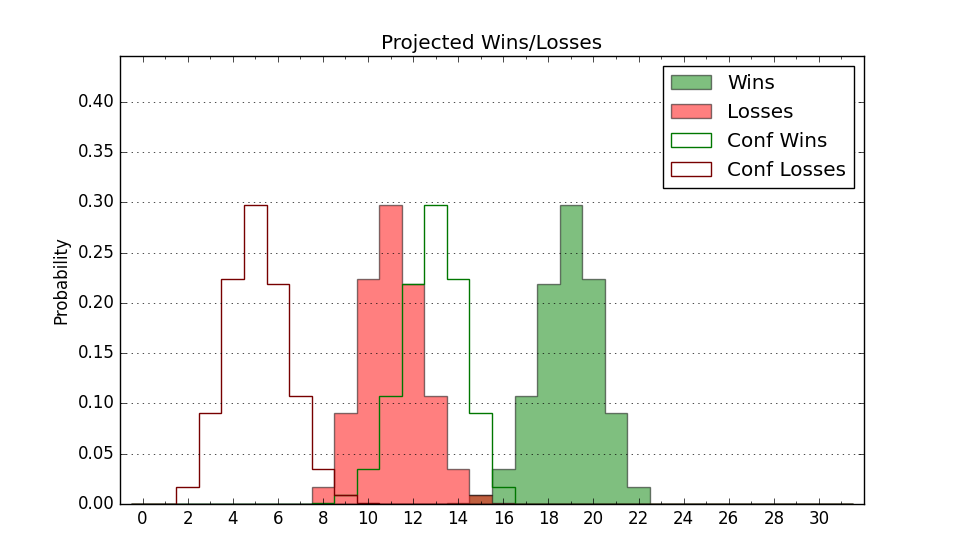 Projected Wins/Losses
Wins
Losses
Conf Wins
Conf Losses
Probability
0.40
0.35
0.30
0.25
0.20
0.15
0.10
0.05
0.00
0 2 4 6 8 10 12 14 16 18 20 22 24 26 28 30